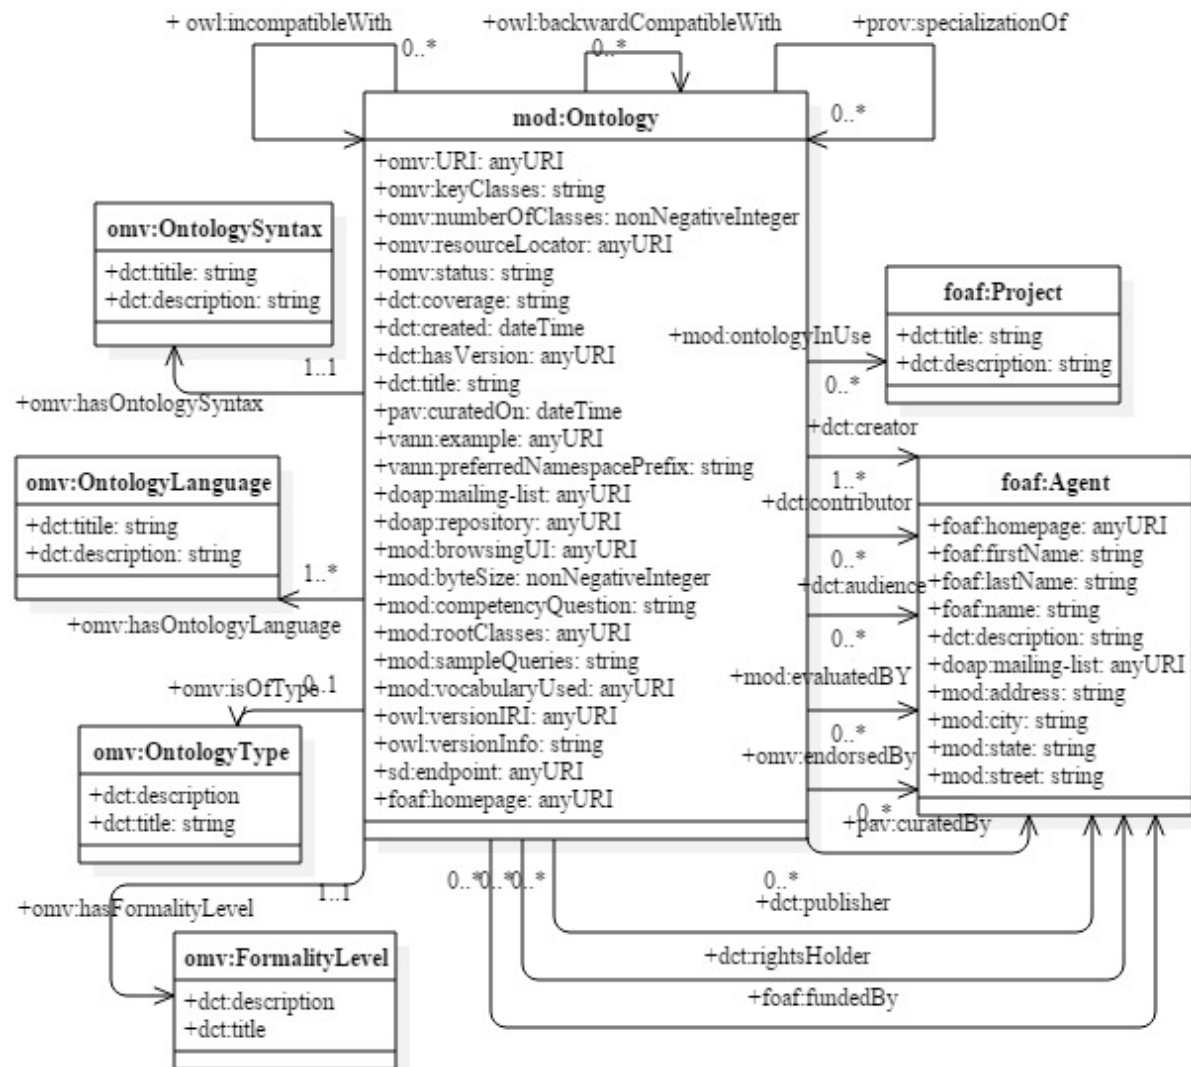 + owl:incompatibleWith
0..*
+owl:backwardCompatibleWith
0..*
+prov:specializationOf
0..*
mod:Ontology
+omv:URI: anyURI
+omv:keyClasses: string
+omv:numberOfClasses: nonNegativeInteger
+omv:resourceLocator: anyURI
+omv:status: string
+dct:coverage: string
+dct:created: dateTime
+dct:hasVersion: anyURI
+dct:title: string
+pav:curatedOn: dateTime
+vann:example: anyURI
+vann:preferredNamespacePrefix: string
+doap:mailing-list: anyURI
+doap:repository: anyURI
+mod:browsingUI: anyURI
+mod:byteSize: nonNegativeInteger
+mod:competencyQuestion: string
+mod:rootClasses: anyURI
+mod:sampleQueries: string
+mod:vocabularyUsed: anyURI
+owl:versionIRI: anyURI
+owl:versionInfo: string
+sd:endpoint: anyURI
+foaf:homepage: anyURI
omv:OntologySyntax
+dct:titile: string
+dct:description: string
1..1
+omv:hasOntologySyntax
omv:OntologyLanguage
+dct:titile: string
+dct:description: string
1..*
+omv:hasOntologyLanguage
+omv:isOfType
0..1
omv:OntologyType
+dct:description
+dct:title: string
1..1
+omv:hasFormalityLevel
omv:FormalityLevel
+dct:description
+dct:title
+mod:ontologyInUse
0..*
foaf:Project
+dct:title: string
+dct:description: string
+dct:creator
1..*
+dct:contributor
0..*
+dct:audience
0..*
+mod:evaluatedBY
0..*
+omv:endorsedBy
0..*
+pav:curatedBy
foaf:Agent
+foaf:homepage: anyURI
+foaf:firstName: string
+foaf:lastName: string
+foaf:name: string
+dct:description: string
+doap:mailing-list: anyURI
+mod:address: string
+mod:city: string
+mod:state: string
+mod:street: string
0..*
0..*
0..*
0..*
+dct:publisher
+dct:rightsHolder
+foaf:fundedBy